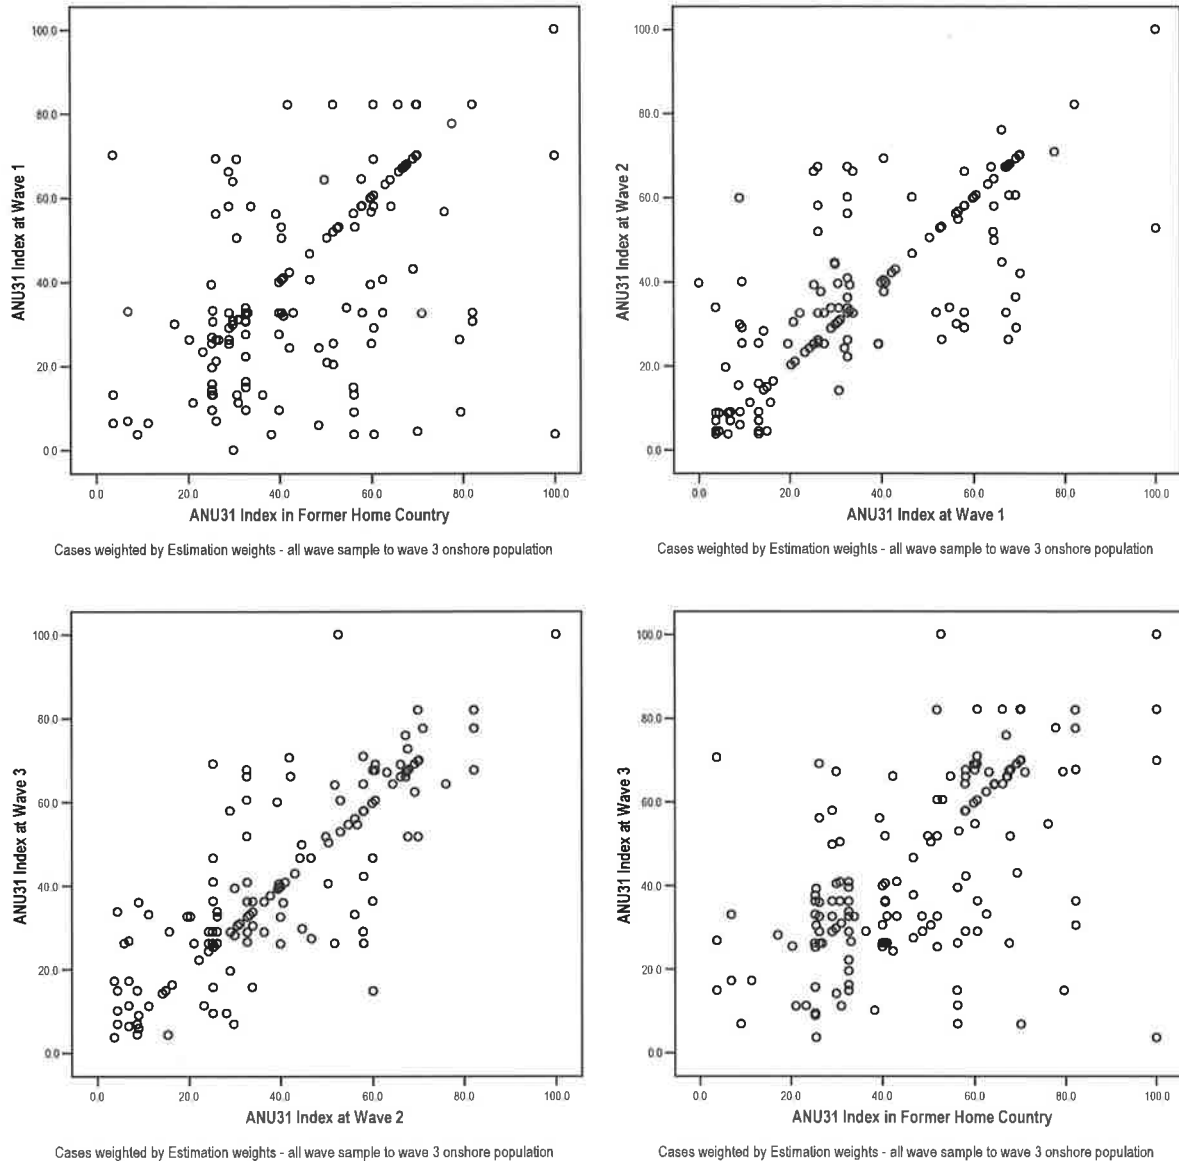 100.0
80.0
60.0
40.0
20.0
0.0
ANU31 Index at Wave 1
0.0 20.0 40.0 60.0 80.0 100.0
ANU31 Index in Former Home Country
Cases weighted by Estimation weights - all wave sample to wave 3 onshore population
100.0
80.0
60.0
40.0
20.0
0.0
ANU31 Index at Wave 2
0.0 20.0 40.0 60.0 80.0 100.0
ANU31 Index at Wave 1
Cases weighted by Estimation weights - all wave sample to wave 3 onshore population
100.0
80.0
60.0
40.0
20.0
0.0
ANU31 Index at Wave 3
0.0 20.0 40.0 60.0 80.0 100.0
ANU31 Index at Wave 2
Cases weighted by Estimation weights - all wave sample to wave 3 onshore population
100.0
80.0
60.0
40.0
20.0
0.0
ANU31 Index at Wave 3
0.0 20.0 40.0 60.0 80.0 100.0
ANU31 Index in Former Home Country
Cases weighted by Estimation weights - all wave sample to wave 3 onshore population